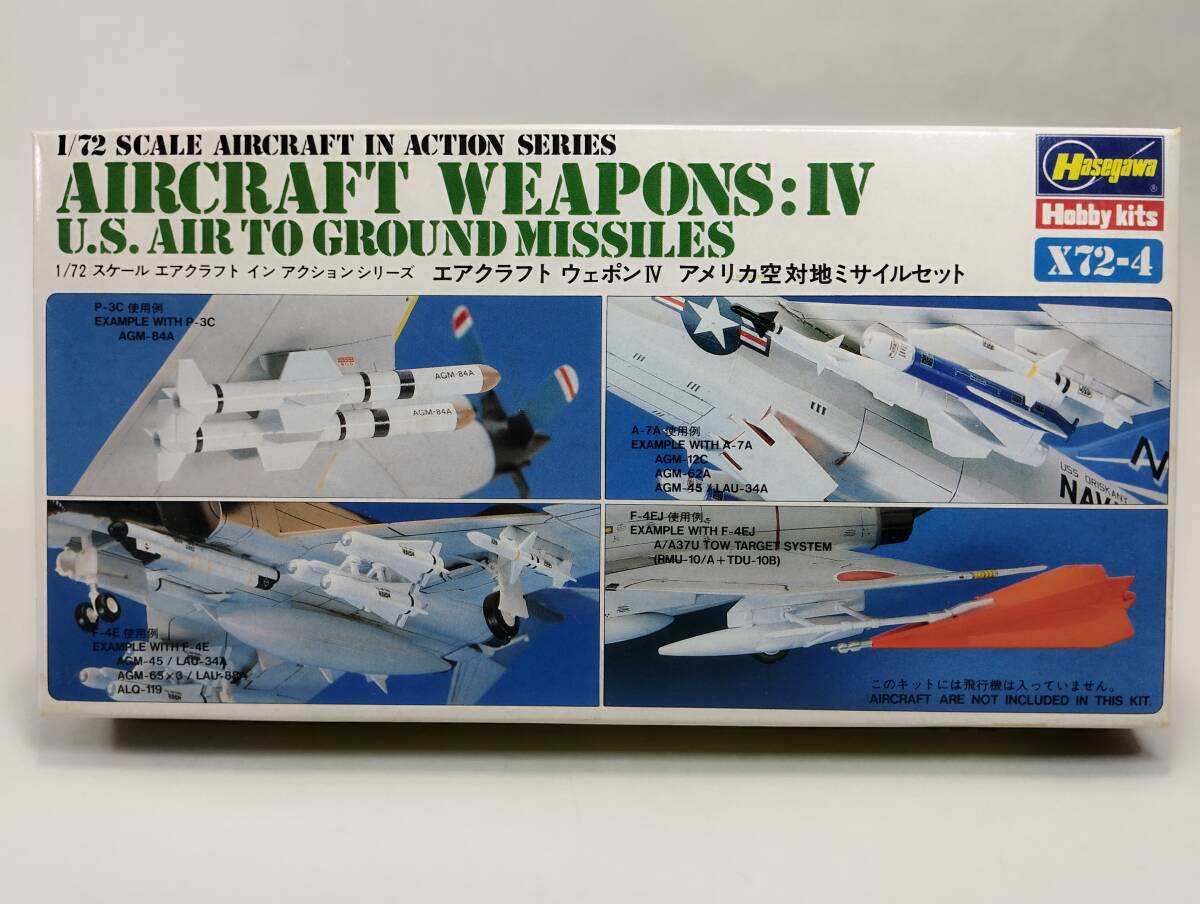 1/72 SCALE AIRCRAFT IN ACTION SERIES
AIRCRAFT WEAPONS:IV
U.S. AIR TO GROUND MISSILES
1/72 スケール エアクラフト イン アクション シリーズ エアクラフト ウェポンⅣ アメリカ空対地ミサイルセット
Hasegawa
Hobby kits
X72-4
P-3C 使用例
EXAMPLE WITH P-3C
AGM-84A
AGM-84A
AGM-84A
A-7A 使用例
EXAMPLE WITH A-7A
AGM-12C
AGM-62A
AGM-45 / LAU-34A
USS ORISKANY
NAVY
F-4E 使用例
EXAMPLE WITH F-4E
AGM-45 / LAU-34A
AGM-65×3 / LAU-88A
ALQ-119
F-4EJ 使用例
EXAMPLE WITH F-4EJ
A/A37U TOW TARGET SYSTEM
(RMU-10/A+TDU-10B)
このキットには飛行機は入っていません。
AIRCRAFT ARE NOT INCLUDED IN THIS KIT.